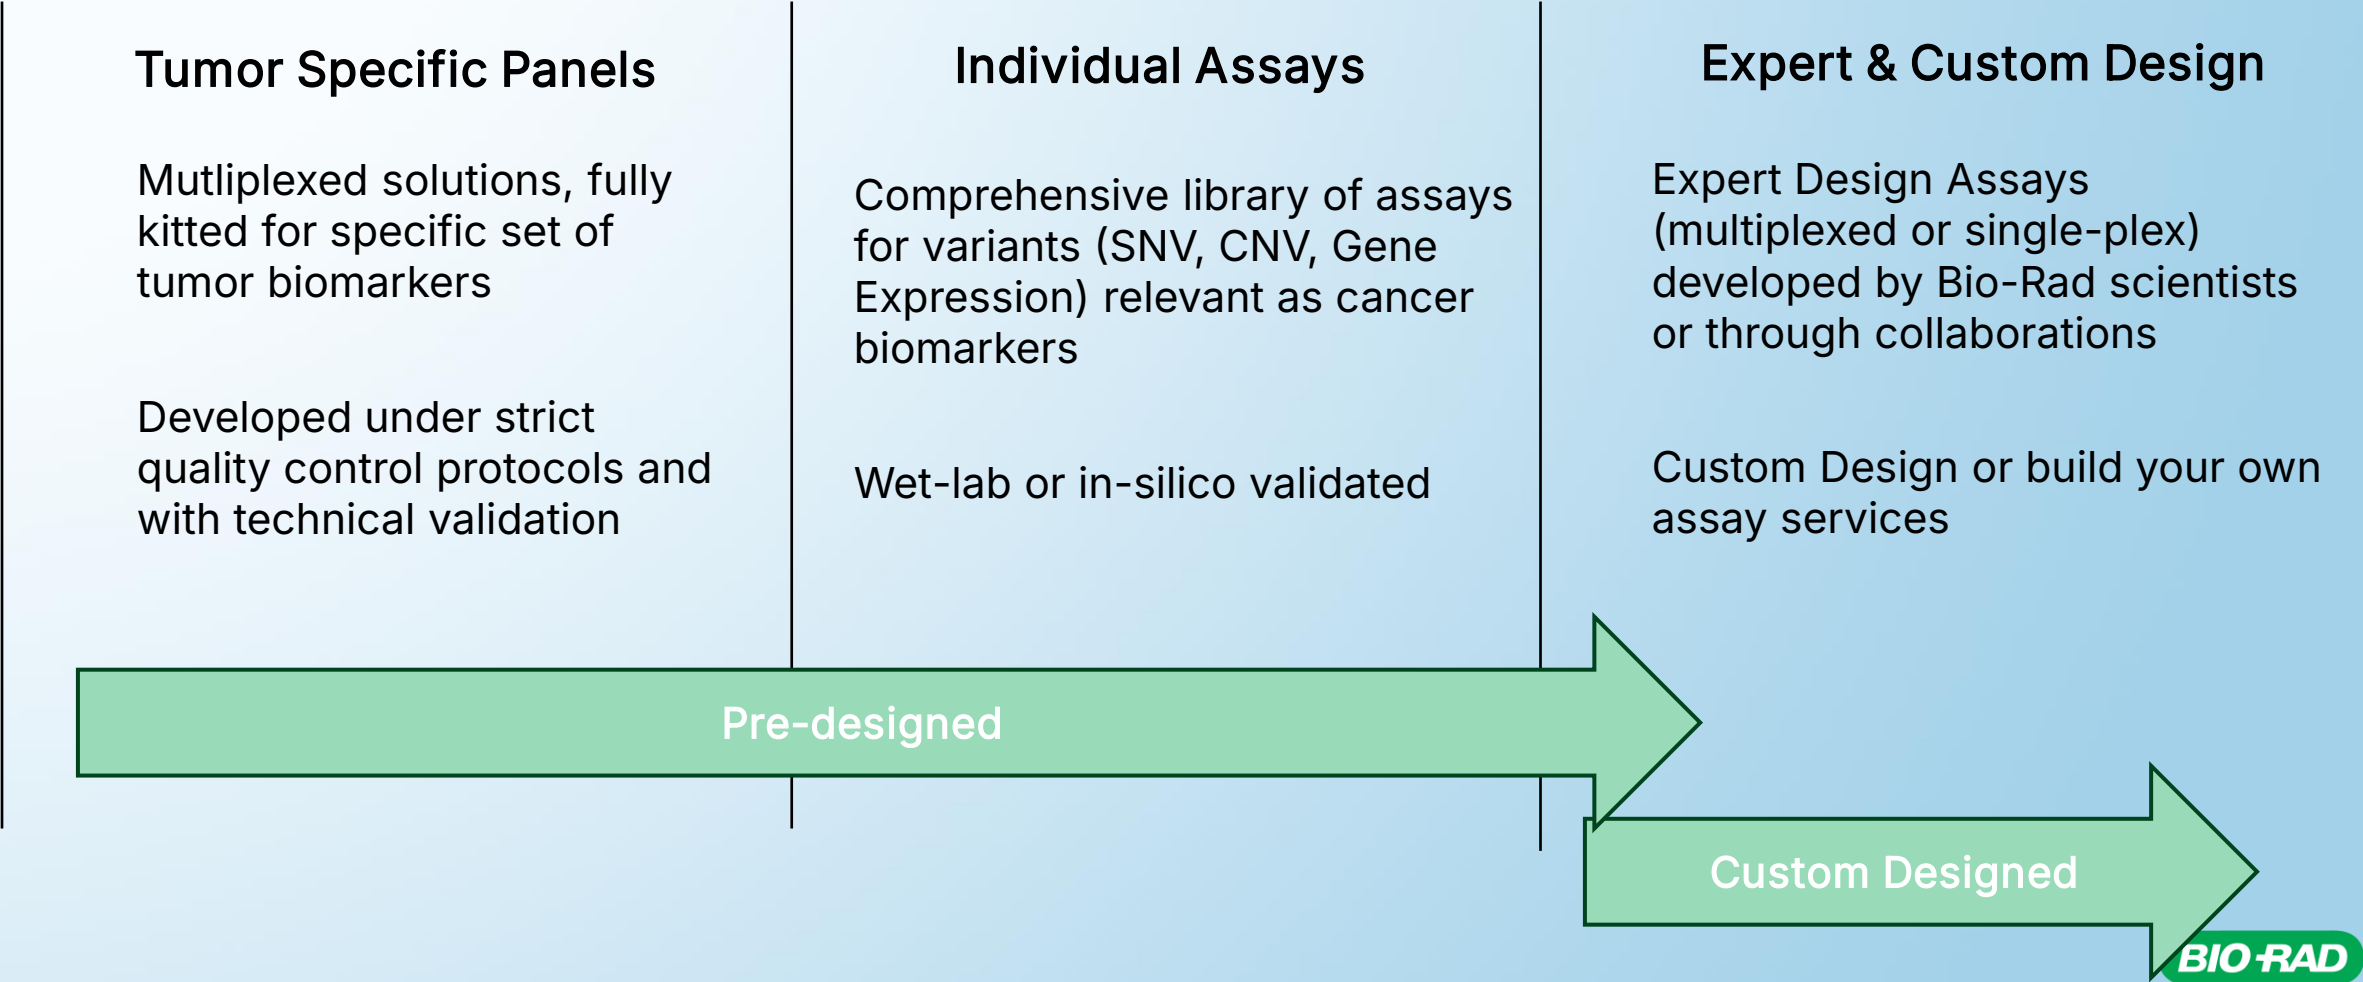 Tumor Specific Panels
Mutliplexed solutions, fully
kitted for specific set of
tumor biomarkers
Developed under strict
quality control protocols and
with technical validation
Individual Assays
Comprehensive library of assays
for variants (SNV, CNV, Gene
Expression) relevant as cancer
biomarkers
Wet-lab or in-silico validated
Expert & Custom Design
Expert Design Assays
(multiplexed or single-plex)
developed by Bio-Rad scientists
or through collaborations
Custom Design or build your own
assay services
Pre-designed
Custom Designed
BIO-RAD